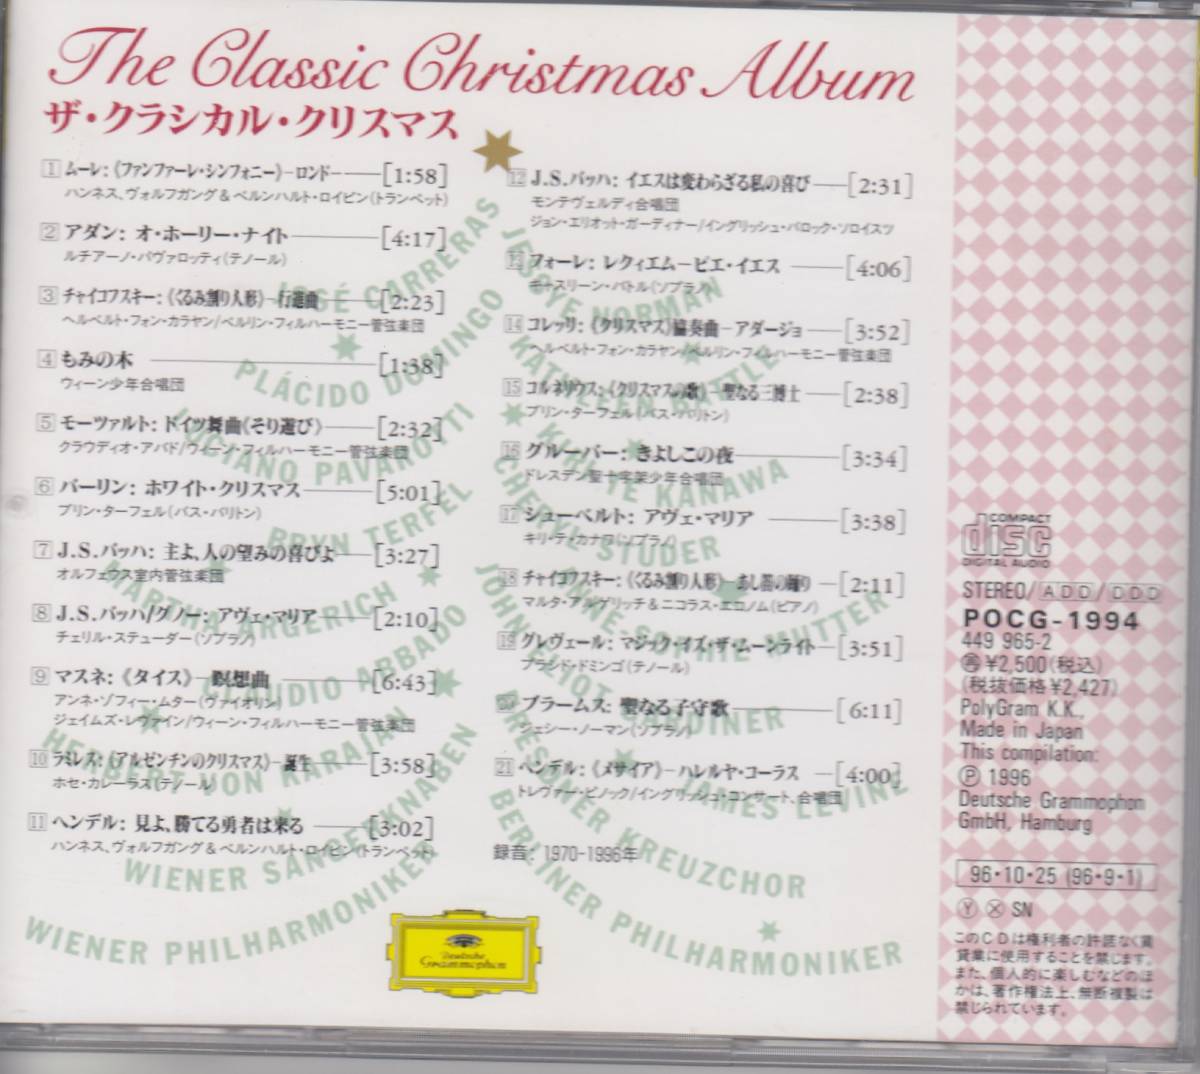 The Classic Christmas Album
ザ・クラシカル・クリスマス
1 ムーレ:《ファンファーレ・シンフォニー》-ロンド- [1:58]
ハンネス、ヴォルフガング&ベルンハルト・ロイビン(トランペット)
2 アダン: オ・ホーリー・ナイト [4:17]
ルチアーノ・パヴァロッティ(テノール)
3 チャイコフスキー:《くるみ割り人形》-行進曲 [2:23]
ヘルベルト・フォン・カラヤン/ベルリン・フィルハーモニー管弦楽団
4 もみの木 [1:38]
ウィーン少年合唱団
5 モーツァルト: ドイツ舞曲《そり遊び》 [2:32]
クラウディオ・アバド/ウィーン・フィルハーモニー管弦楽団
6 バーリン: ホワイト・クリスマス [5:01]
ブリン・ターフェル(バス・バリトン)
7 J.S.バッハ: 主よ、人の望みの喜びよ [3:27]
オルフェウス室内管弦楽団
8 J.S.バッハ/グノー: アヴェ・マリア [2:10]
チェリル・ステューダー(ソプラノ)
9 マスネ:《タイス》-瞑想曲 [6:43]
アンネ・ゾフィー・ムター(ヴァイオリン)
ジェイムズ・レヴァイン/ウィーン・フィルハーモニー管弦楽団
10 ラミレス:《アルゼンチンのクリスマス》-誕生 [3:58]
ホセ・カレーラス(テノール)
11 ヘンデル: 見よ、勝てる勇者は来る [3:02]
ハンネス、ヴォルフガング&ベルンハルト・ロイビン(トランペット)
12 J.S.バッハ: イエスは変わらざる私の喜び [2:31]
モンテヴェルディ合唱団
ジョン・エリオット・ガーディナー/イングリッシュ・バロック・ソロイスツ
13 フォーレ: レクィエム-ピエ・イエス [4:06]
キャスリーン・バトル(ソプラノ)
14 コレッリ:《クリスマス》協奏曲-アダージョ [3:52]
ヘルベルト・フォン・カラヤン/ベルリン・フィルハーモニー管弦楽団
15 コルネリウス:《クリスマスの歌》-聖なる三博士 [2:38]
ブリン・ターフェル(バス・バリトン)
16 グルーバー: きよしこの夜 [3:34]
ドレスデン聖十字架少年合唱団
17 シューベルト: アヴェ・マリア [3:38]
キリ・テ・カナワ(ソプラノ)
18 チャイコフスキー:《くるみ割り人形》-あし笛の踊り [2:11]
マルタ・アルゲリッチ&ニコラス・エコノム(ピアノ)
19 グレヴェール: マジック・イズ・ザ・ムーンライト [3:51]
プラシド・ドミンゴ(テノール)
20 ブラームス: 聖なる子守歌 [6:11]
ジェシー・ノーマン(ソプラノ)
21 ヘンデル:《メサイア》-ハレルヤ・コーラス [4:00]
トレヴァー・ピノック/イングリッシュ・コンサート、合唱団
録音: 1970-1996年
JOSÉ CARRERAS
JESSYE NORMAN
PLÁCIDO DOMINGO
KATHLEEN BATTLE
LUCIANO PAVAROTTI
KIRI TE KANAWA
BRYN TERFEL
CHERYL STUDER
MARTHA ARGERICH
ANNE-SOPHIE MUTTER
CLAUDIO ABBADO
JOHN ELIOT GARDINER
HERBERT VON KARAJAN
JAMES LEVINE
WIENER SÄNGERKNABEN
DRESDNER KREUZCHOR
WIENER PHILHARMONIKER
BERLINER PHILHARMONIKER
Deutsche
Grammophon
COMPACT
disc
DIGITAL AUDIO
STEREO/ADD/DDD
POCG-1994
449 965-2
再¥2,500(税込)
(税抜価格¥2,427)
PolyGram K.K.,
Made in Japan
This compilation:
Ⓟ 1996
Deutsche Grammophon
GmbH, Hamburg
96・10・25 (96・9・1)
Ⓨ Ⓧ SN
このCDは権利者の許諾なく賃
貸業に使用することを禁じます。
また、個人的に楽しむなどのほ
かは、著作権法上、無断複製は
禁じられています。